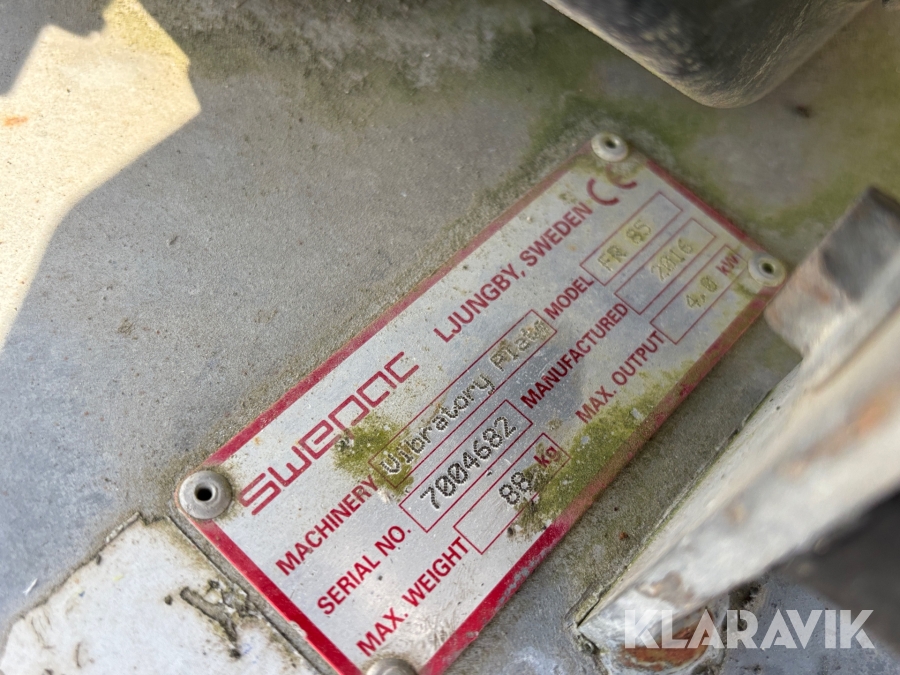 swepac LJUNGBY, SWEDEN CE
MACHINERY Vibratory Plate MODEL FR 85
SERIAL NO. 7004682 MANUFACTURED 2016
MAX. WEIGHT 88 kg MAX. OUTPUT 4.0 kW
KLARAVIK